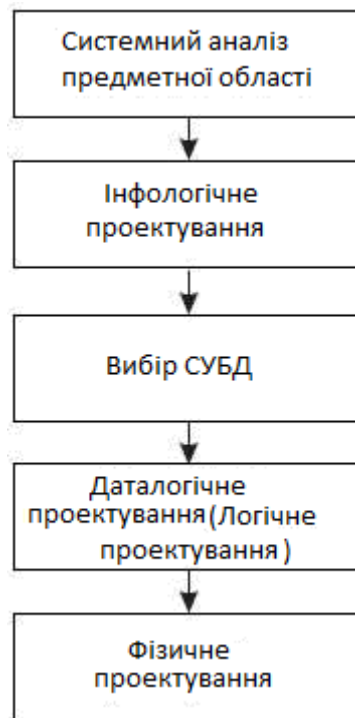 Системний аналіз
предметної області
Інфологічне
проектування
Вибір СУБД
Даталогічне
проектування(Логічне
проектування)
Фізичне
проектування